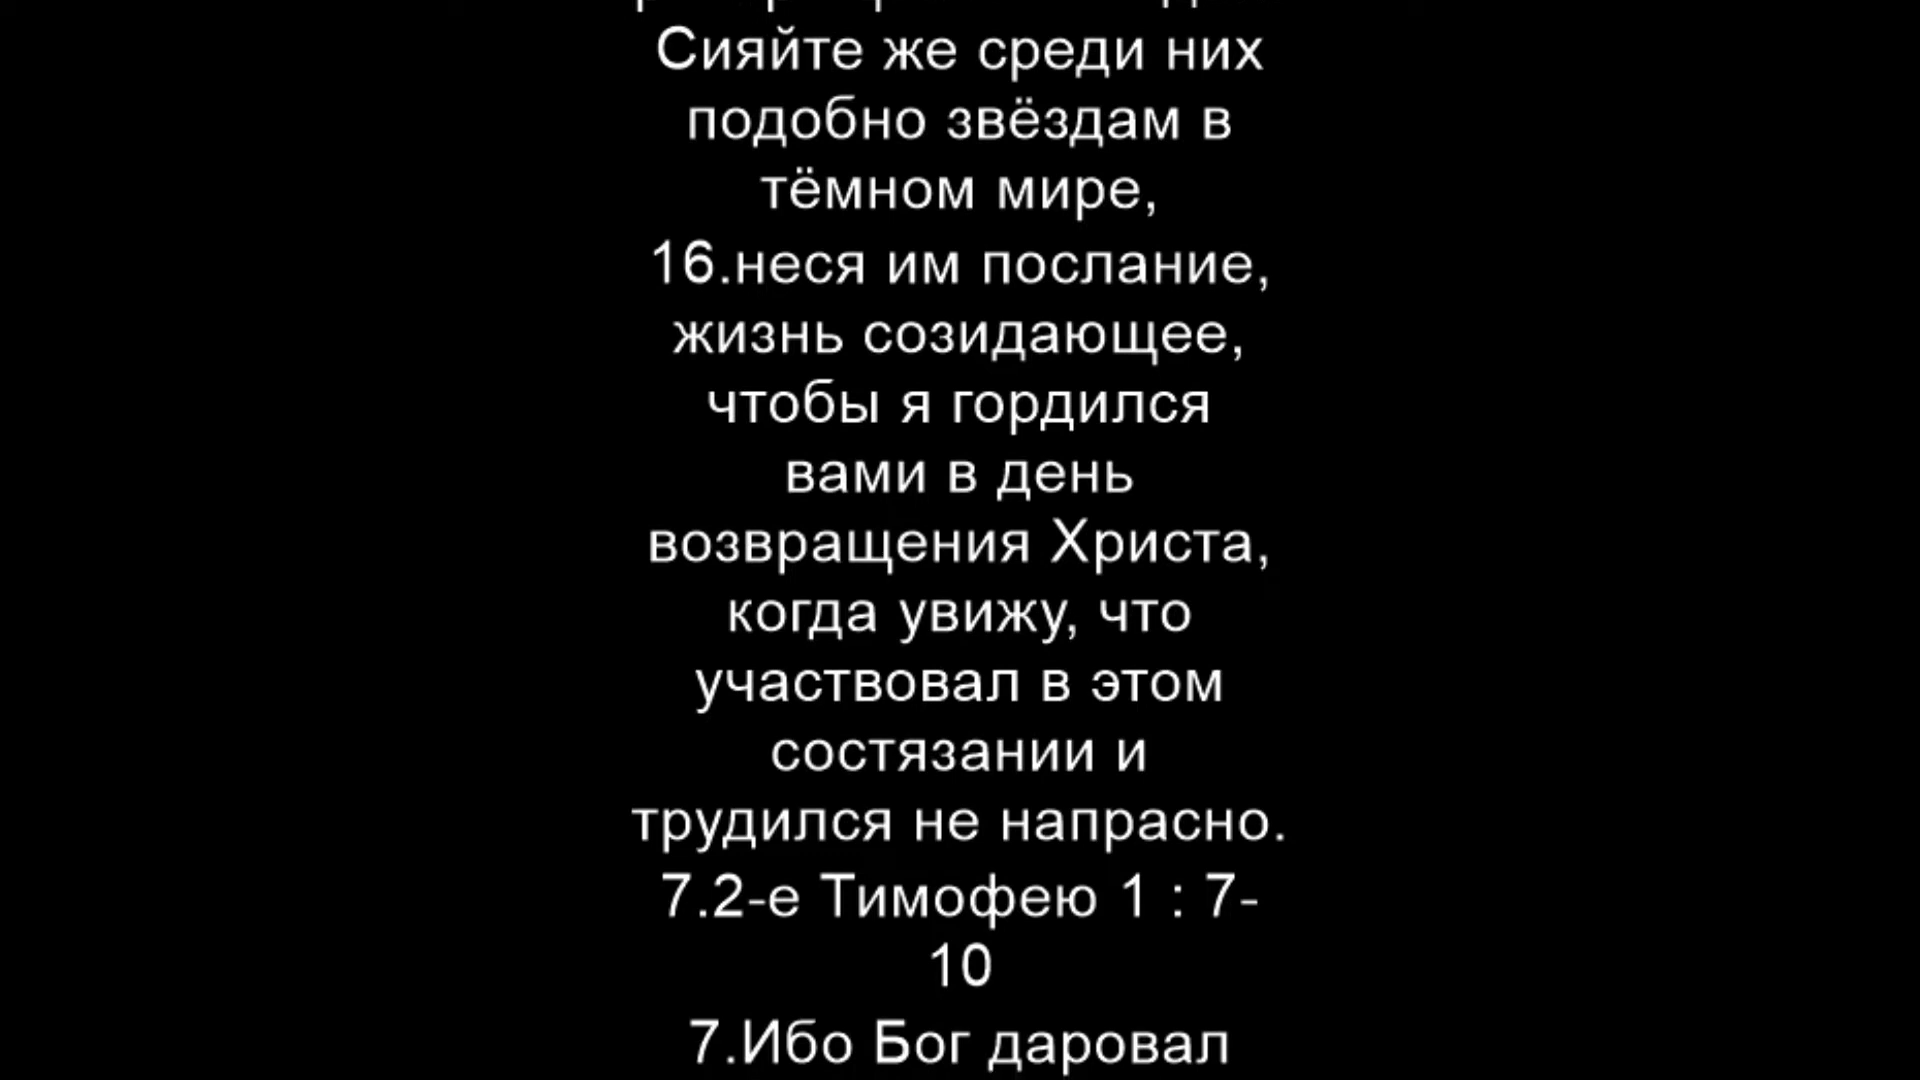 Сияйте же среди них
подобно звёздам в
тёмном мире,
16.неся им послание,
жизнь созидающее,
чтобы я гордился
вами в день
возвращения Христа,
когда увижу, что
участвовал в этом
состязании и
трудился не напрасно.
7.2-е Тимофею 1 : 7-
10
7.Ибо Бог даровал